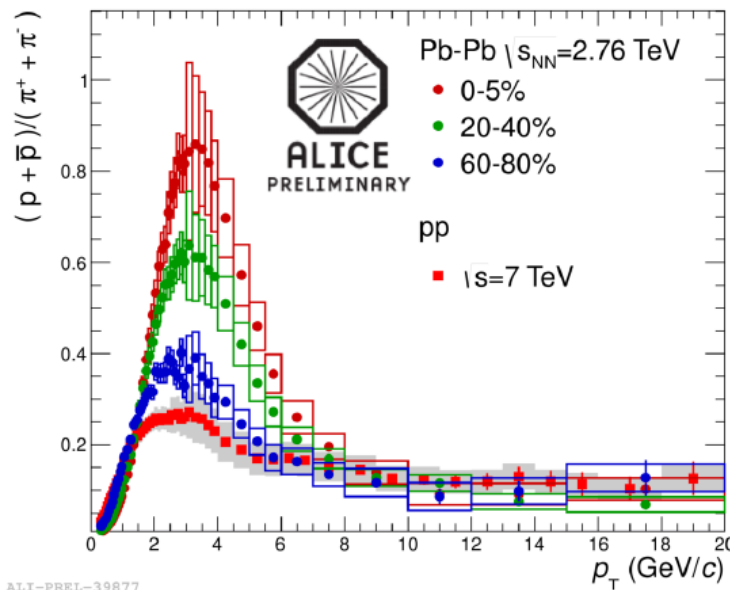 Pb-Pb \s_NN=2.76 TeV
0-5%
20-40%
60-80%
pp
\s=7 TeV
ALICE
PRELIMINARY
(p + p̅)/(π⁺ + π⁻)
1
0.8
0.6
0.4
0.2
0 2 4 6 8 10 12 14 16 18 20
p_T (GeV/c)
ALI-PREL-39877